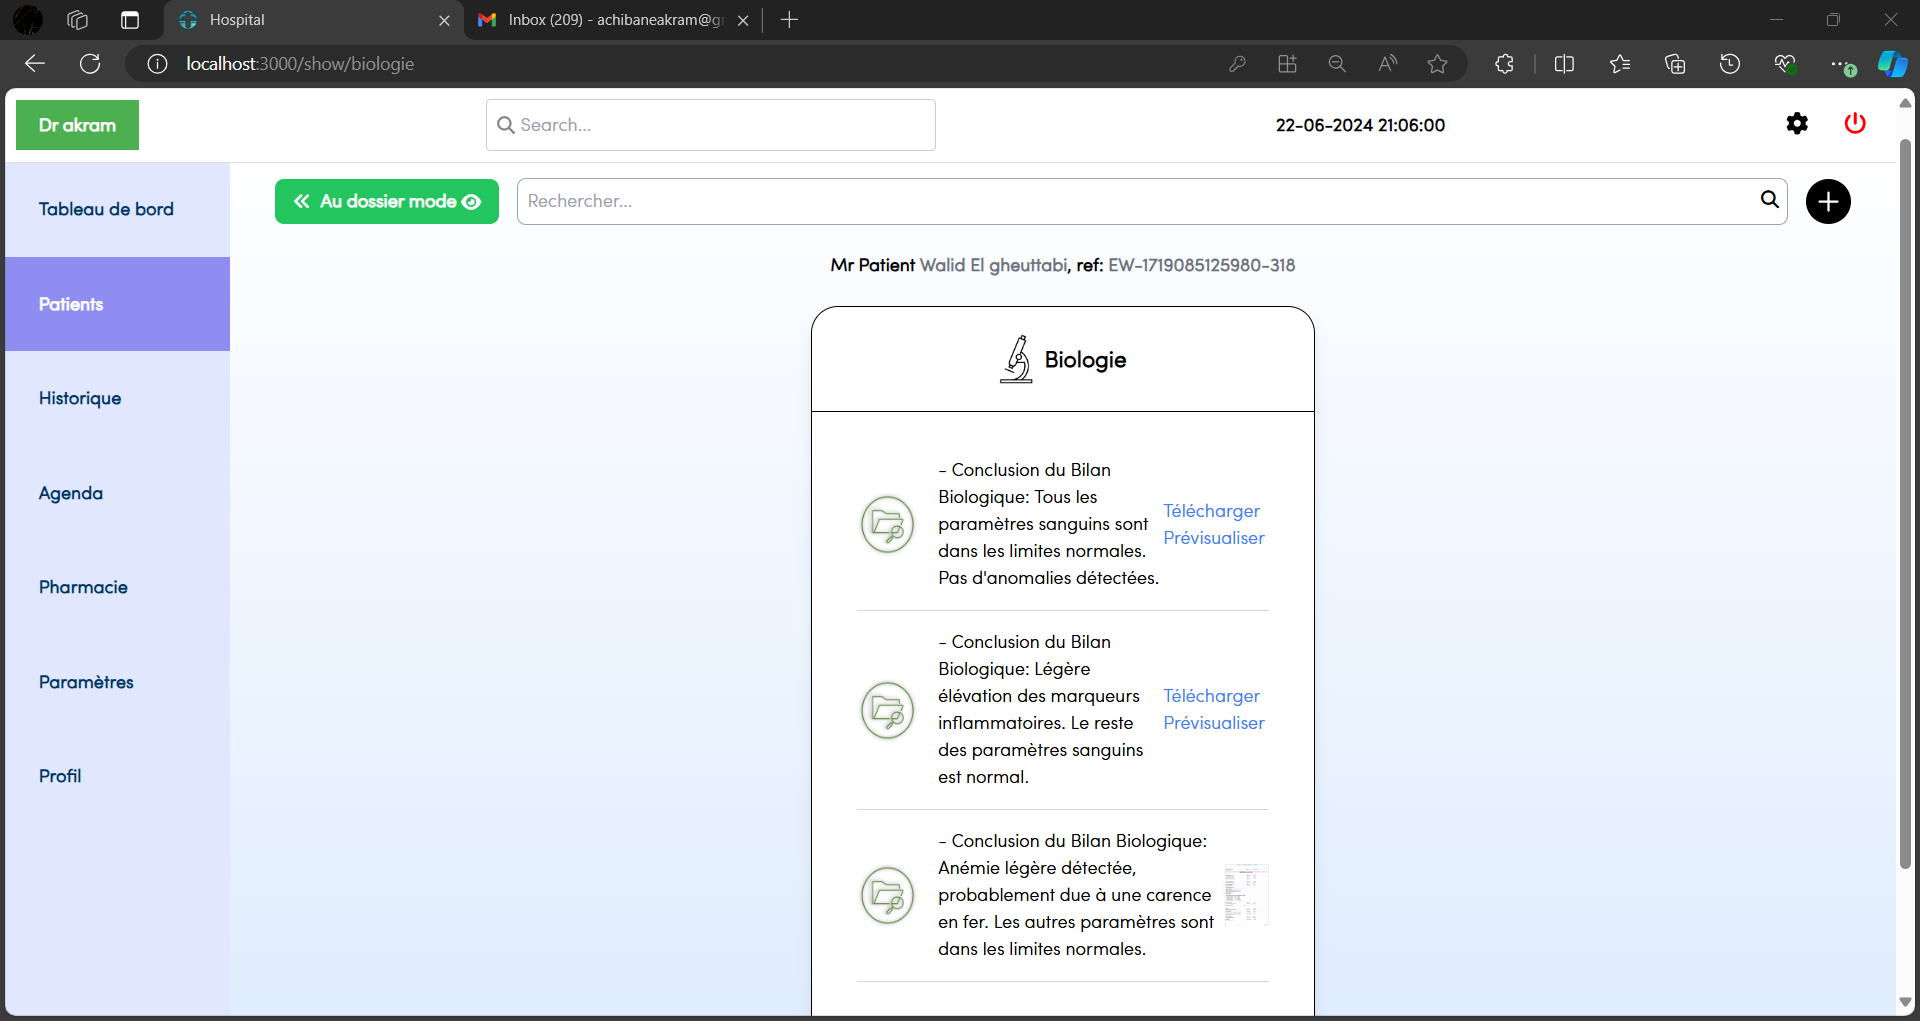 Hospital
Inbox (209) - achibaneakram@g
localhost:3000/show/biologie
Dr akram
Search...
22-06-2024 21:06:00
Tableau de bord
Patients
Historique
Agenda
Pharmacie
Paramètres
Profil
Au dossier mode
Rechercher...
Mr Patient Walid El gheuttabi, ref: EW-1719085125980-318
Biologie
- Conclusion du Bilan
Biologique: Tous les
paramètres sanguins sont
dans les limites normales.
Pas d'anomalies détectées.
Télécharger
Prévisualiser
- Conclusion du Bilan
Biologique: Légère
élévation des marqueurs
inflammatoires. Le reste
des paramètres sanguins
est normal.
Télécharger
Prévisualiser
- Conclusion du Bilan Biologique:
Anémie légère détectée,
probablement due à une carence
en fer. Les autres paramètres sont
dans les limites normales.